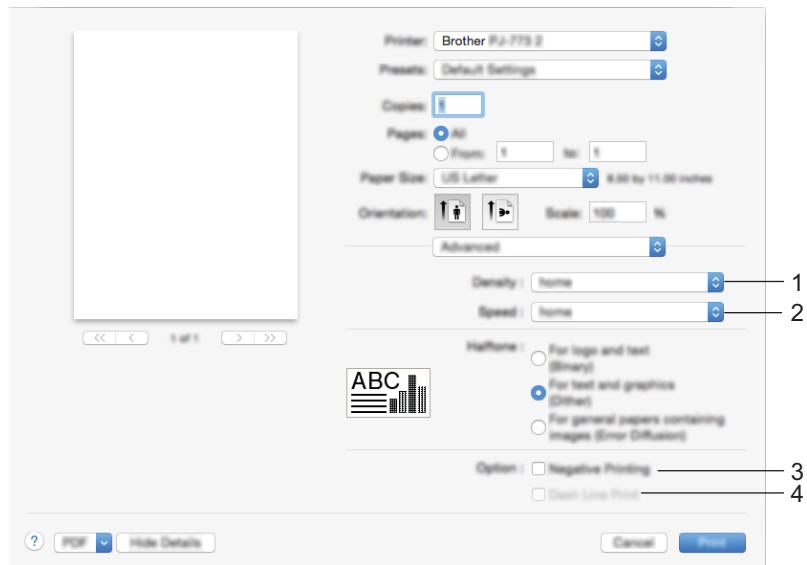 Printer: Brother PJ-773 2
Presets: Default Settings
Copies: 1
Pages: All
From: 1 to: 1
Paper Size: US Letter 8.50 by 11.00 inches
Orientation: Scale: 100 %
Advanced
Density : home 1
Speed : home 2
<< < 1 of 1 > >>
Halftone : For logo and text
(Binary)
ABC
For text and graphics
(Dither)
For general papers containing
images (Error Diffusion)
Option : Negative Printing 3
Dash Line Print 4
? PDF Hide Details Cancel Print